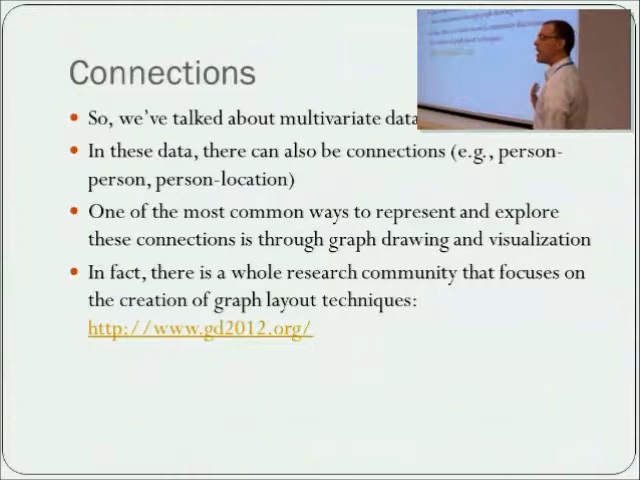 Connections
So, we've talked about multivariate data
In these data, there can also be connections (e.g., person-
person, person-location)
One of the most common ways to represent and explore
these connections is through graph drawing and visualization
In fact, there is a whole research community that focuses on
the creation of graph layout techniques:
http://www.gd2012.org/